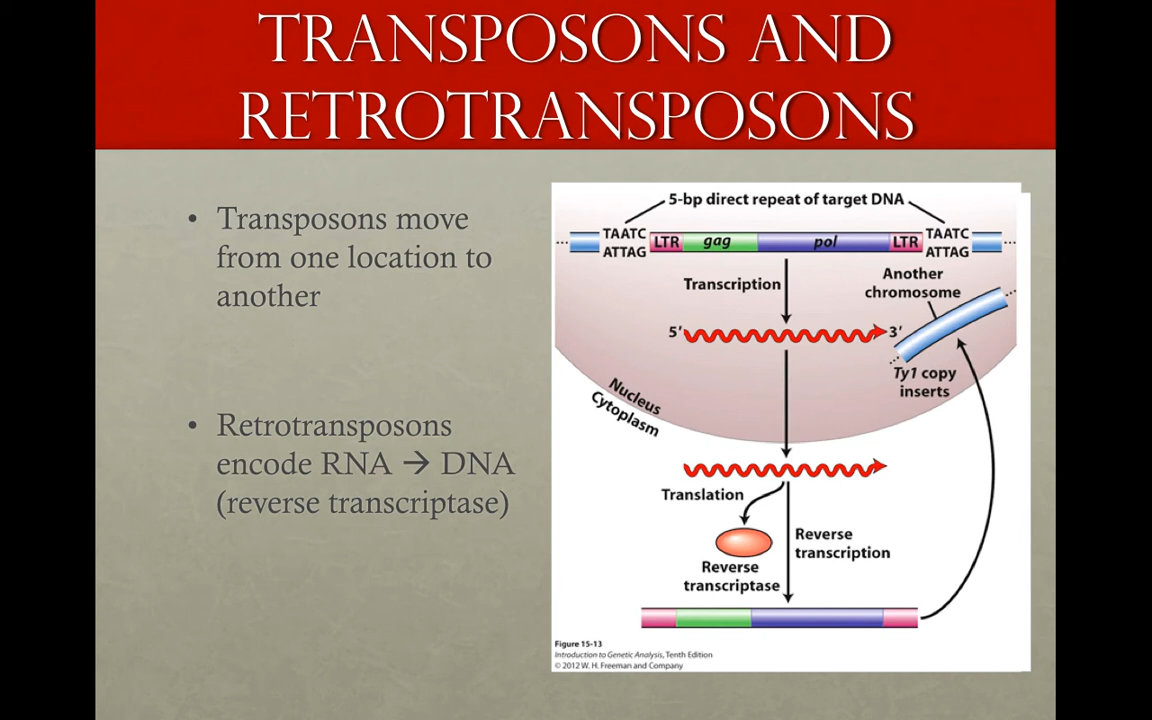 TRANSPOSONS AND
RETROTRANSPOSONS
• Transposons move
from one location to
another
• Retrotransposons
encode RNA → DNA
(reverse transcriptase)
5-bp direct repeat of target DNA
TAATC
ATTAG
LTR gag pol LTR
TAATC
ATTAG
Transcription
Another
chromosome
5′ 3′
Ty1 copy
inserts
Nucleus
Cytoplasm
Translation
Reverse
transcription
Reverse
transcriptase
Figure 15-13
Introduction to Genetic Analysis, Tenth Edition
© 2012 W. H. Freeman and Company